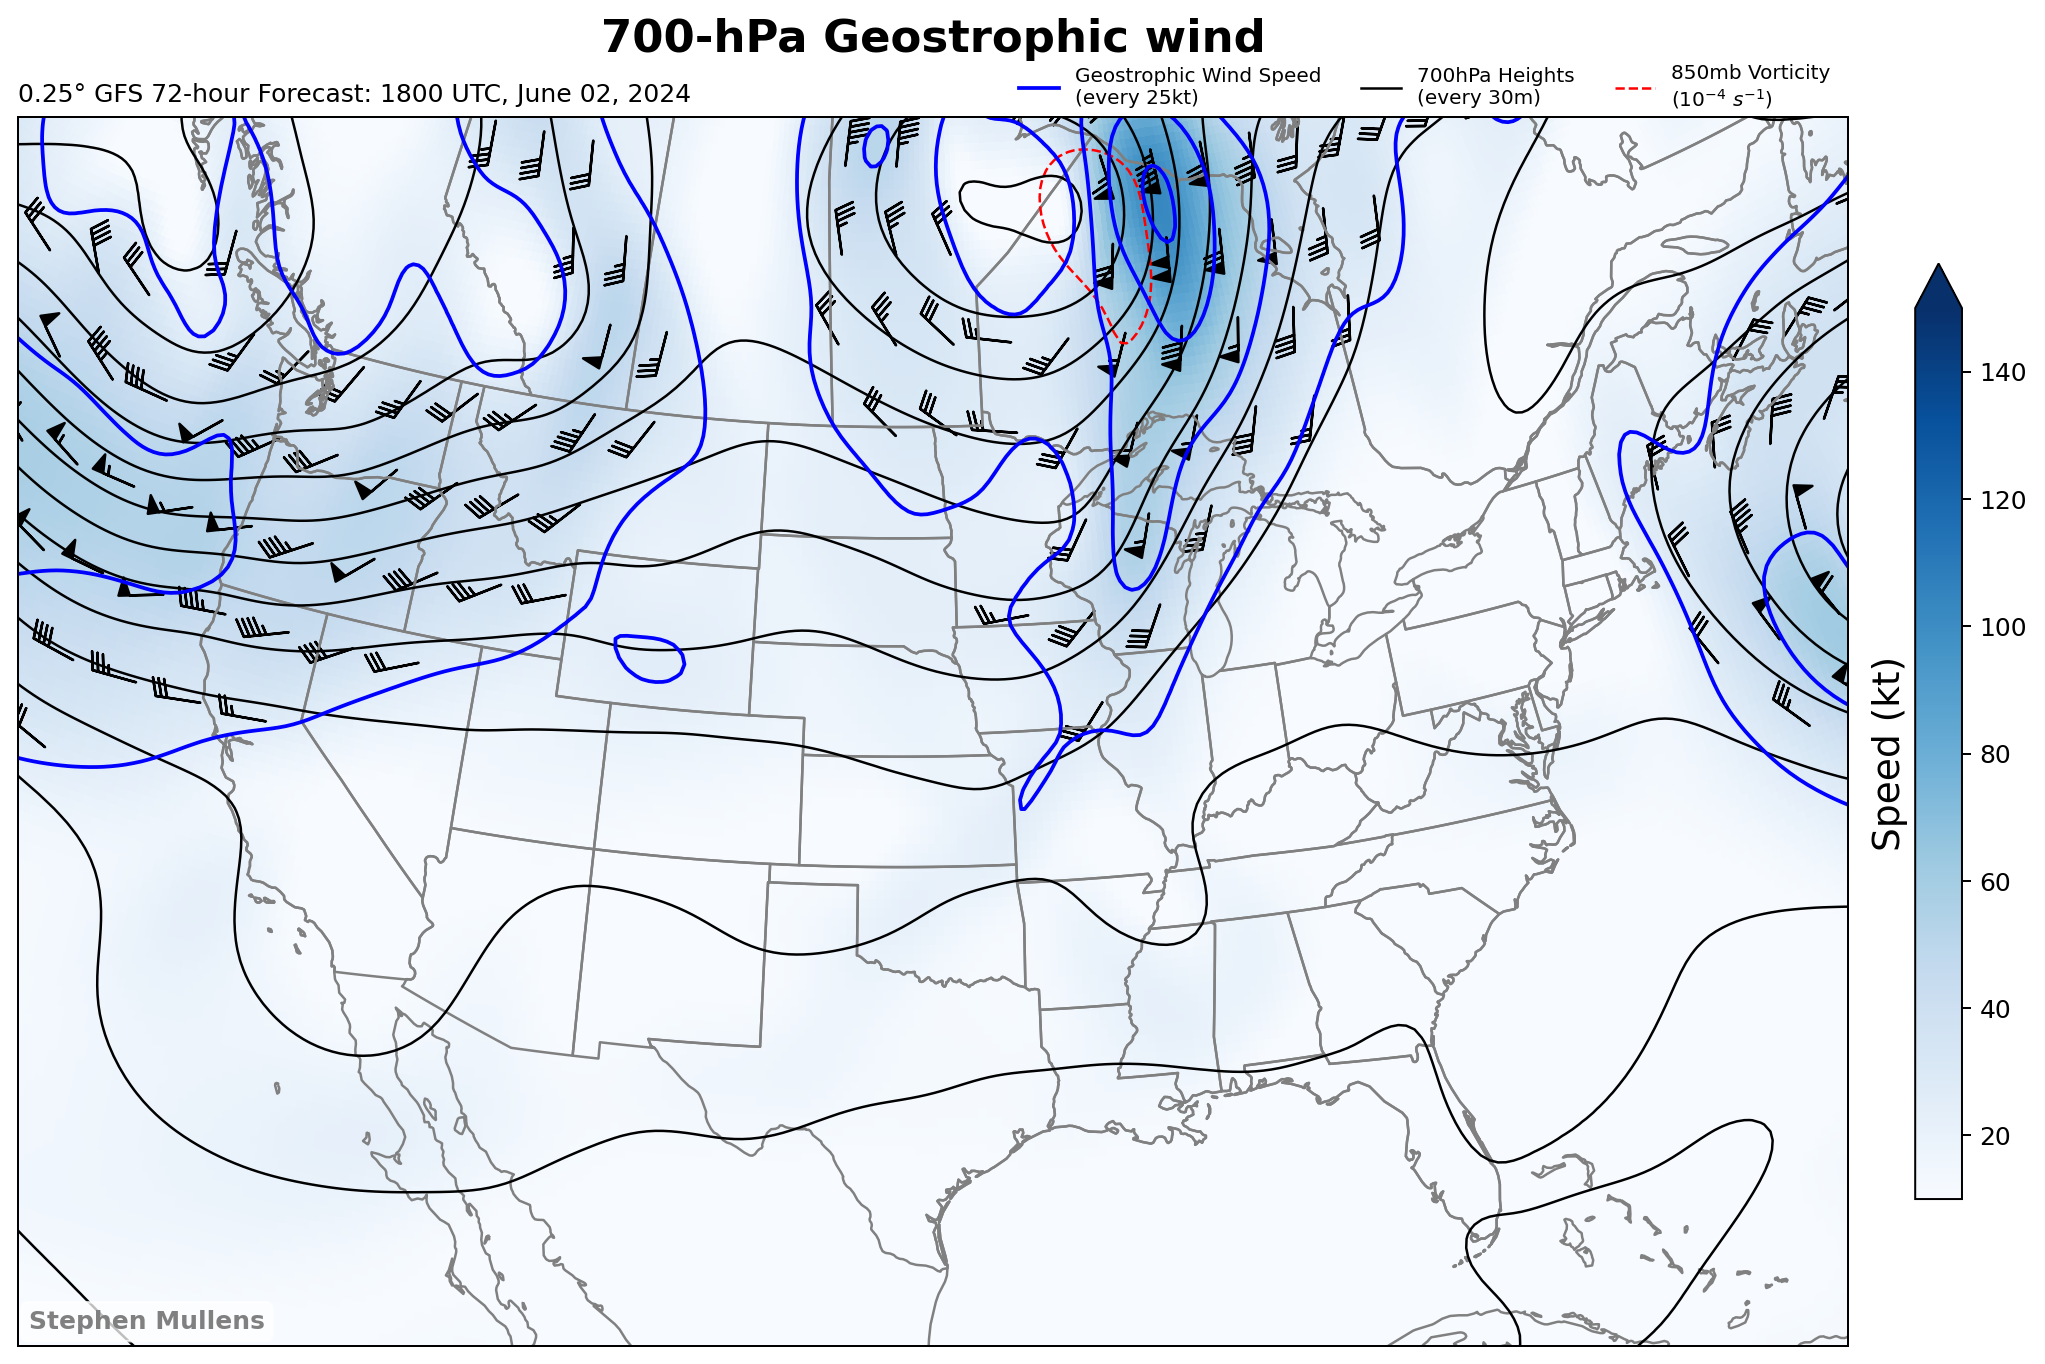 700-hPa Geostrophic wind
0.25° GFS 72-hour Forecast: 1800 UTC, June 02, 2024
Geostrophic Wind Speed
(every 25kt)
700hPa Heights
(every 30m)
850mb Vorticity
(10⁻⁴ s⁻¹)
140
120
100
80
60
40
20
Speed (kt)
Stephen Mullens